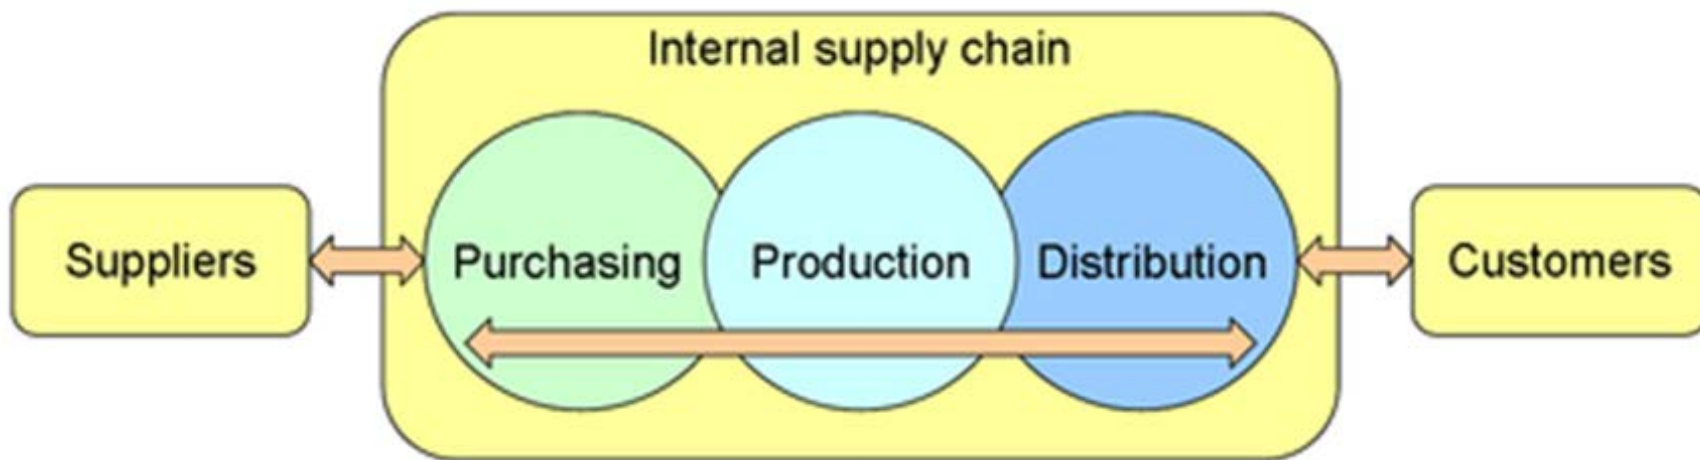 Internal supply chain
Suppliers
Purchasing
Production
Distribution
Customers